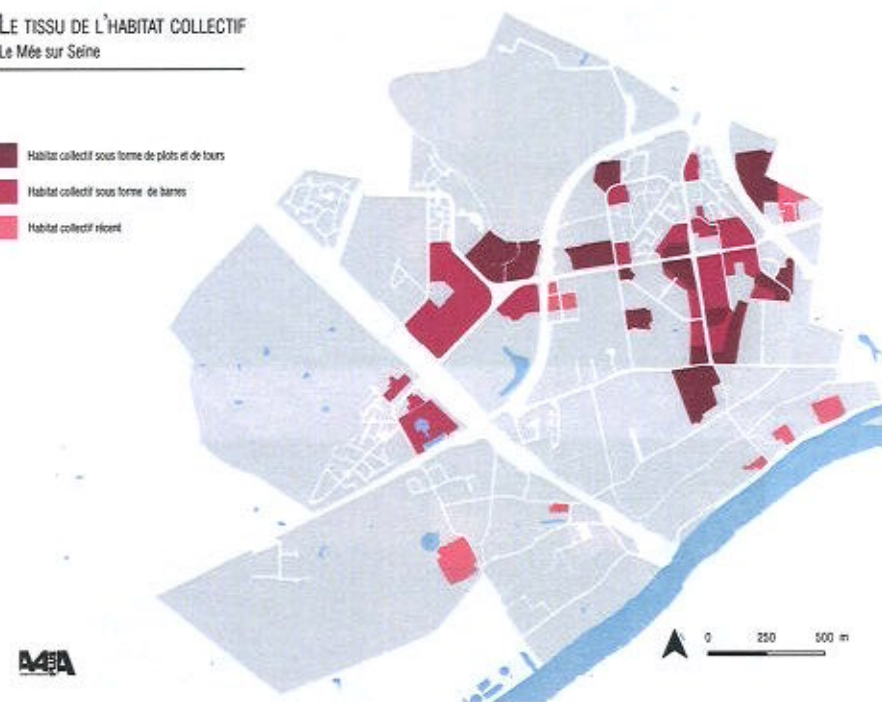 LE TISSU DE L'HABITAT COLLECTIF
Le Mée sur Seine
Habitat collectif sous forme de plots et de tours
Habitat collectif sous forme de barres
Habitat collectif récent
0 250 500 m